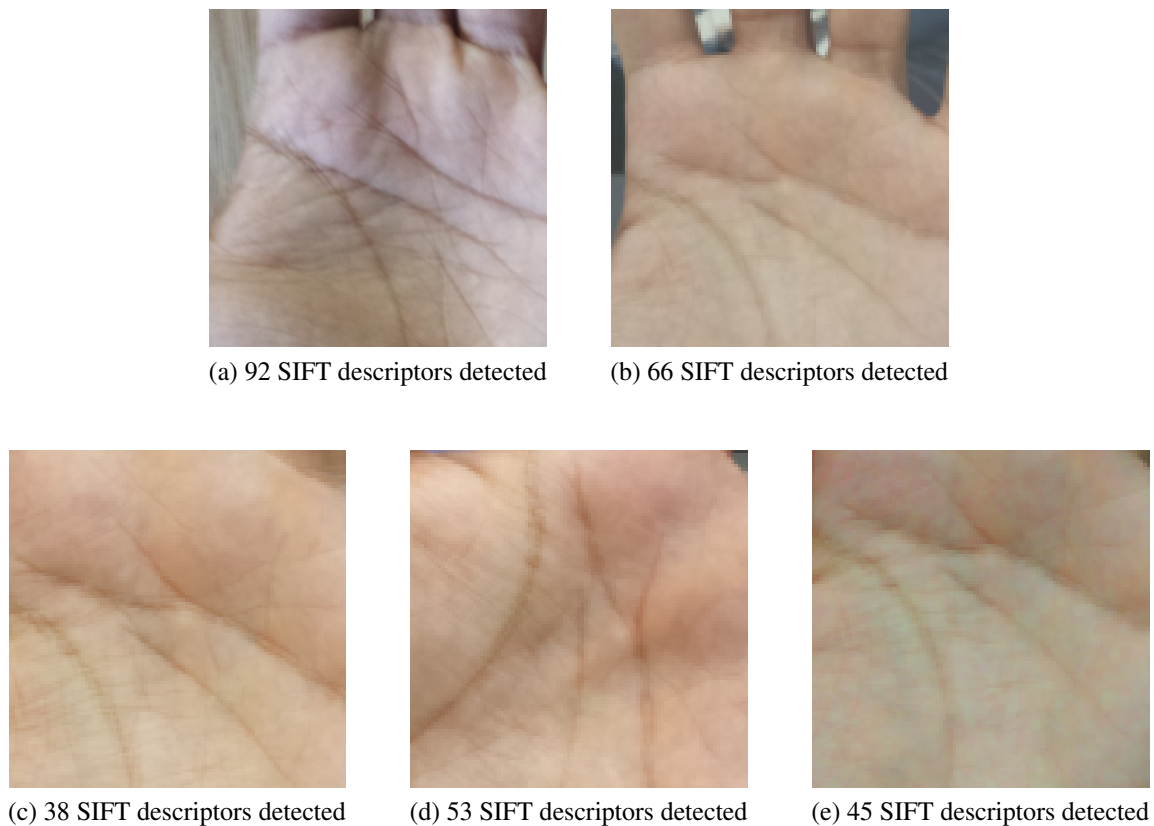 (a) 92 SIFT descriptors detected
(b) 66 SIFT descriptors detected
(c) 38 SIFT descriptors detected
(d) 53 SIFT descriptors detected
(e) 45 SIFT descriptors detected